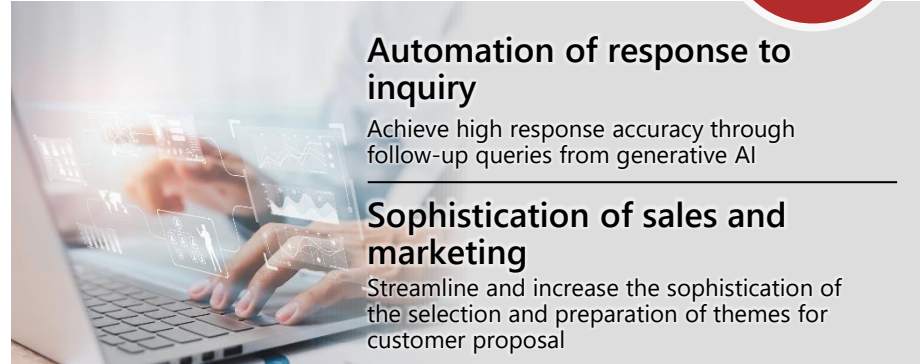 Automation of response to
inquiry
Achieve high response accuracy through
follow-up queries from generative AI
Sophistication of sales and
marketing
Streamline and increase the sophistication of
the selection and preparation of themes for
customer proposal